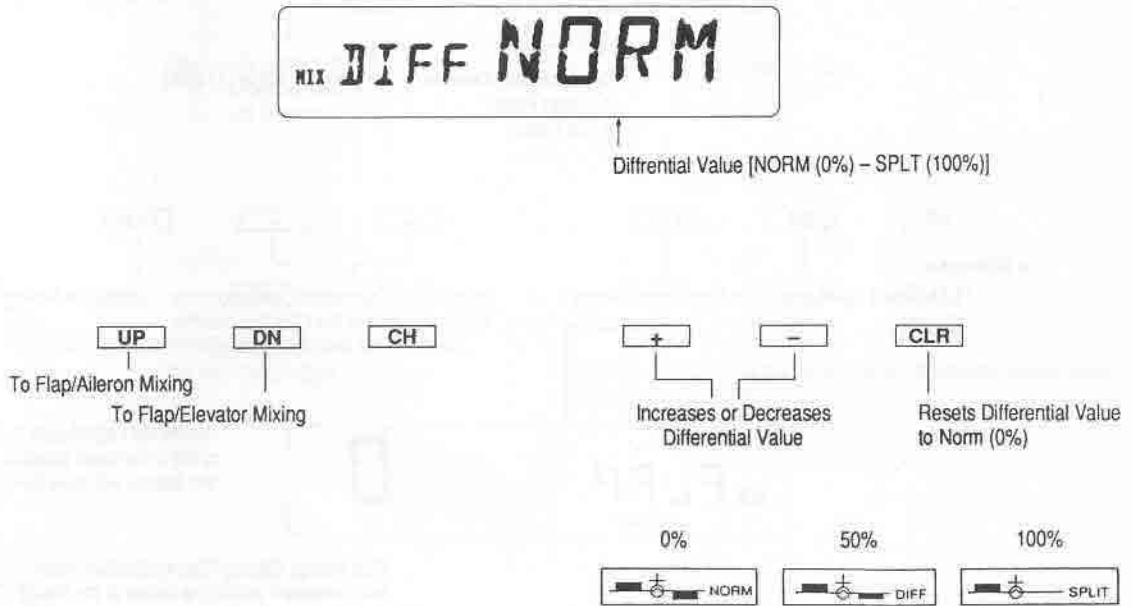 MIX DIFF NORM
Diffrential Value [NORM (0%) – SPLT (100%)]
UP DN CH + – CLR
To Flap/Aileron Mixing
To Flap/Elevator Mixing
Increases or Decreases
Differential Value
Resets Differential Value
to Norm (0%)
0% 50% 100%
NORM DIFF SPLIT